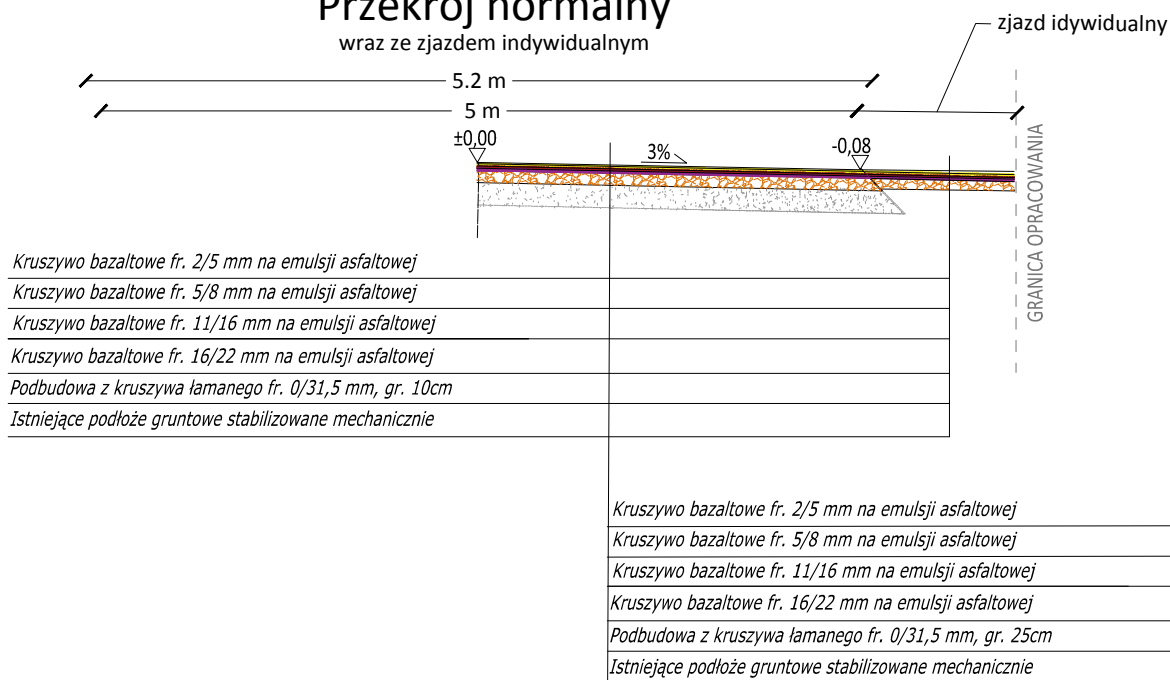 Przekrój normalny
wraz ze zjazdem indywidualnym
zjazd idywidualny
5.2 m
5 m
±0,00
3%
-0,08
GRANICA OPRACOWANIA
Kruszywo bazaltowe fr. 2/5 mm na emulsji asfaltowej
Kruszywo bazaltowe fr. 5/8 mm na emulsji asfaltowej
Kruszywo bazaltowe fr. 11/16 mm na emulsji asfaltowej
Kruszywo bazaltowe fr. 16/22 mm na emulsji asfaltowej
Podbudowa z kruszywa łamanego fr. 0/31,5 mm, gr. 10cm
Istniejące podłoże gruntowe stabilizowane mechanicznie
Kruszywo bazaltowe fr. 2/5 mm na emulsji asfaltowej
Kruszywo bazaltowe fr. 5/8 mm na emulsji asfaltowej
Kruszywo bazaltowe fr. 11/16 mm na emulsji asfaltowej
Kruszywo bazaltowe fr. 16/22 mm na emulsji asfaltowej
Podbudowa z kruszywa łamanego fr. 0/31,5 mm, gr. 25cm
Istniejące podłoże gruntowe stabilizowane mechanicznie